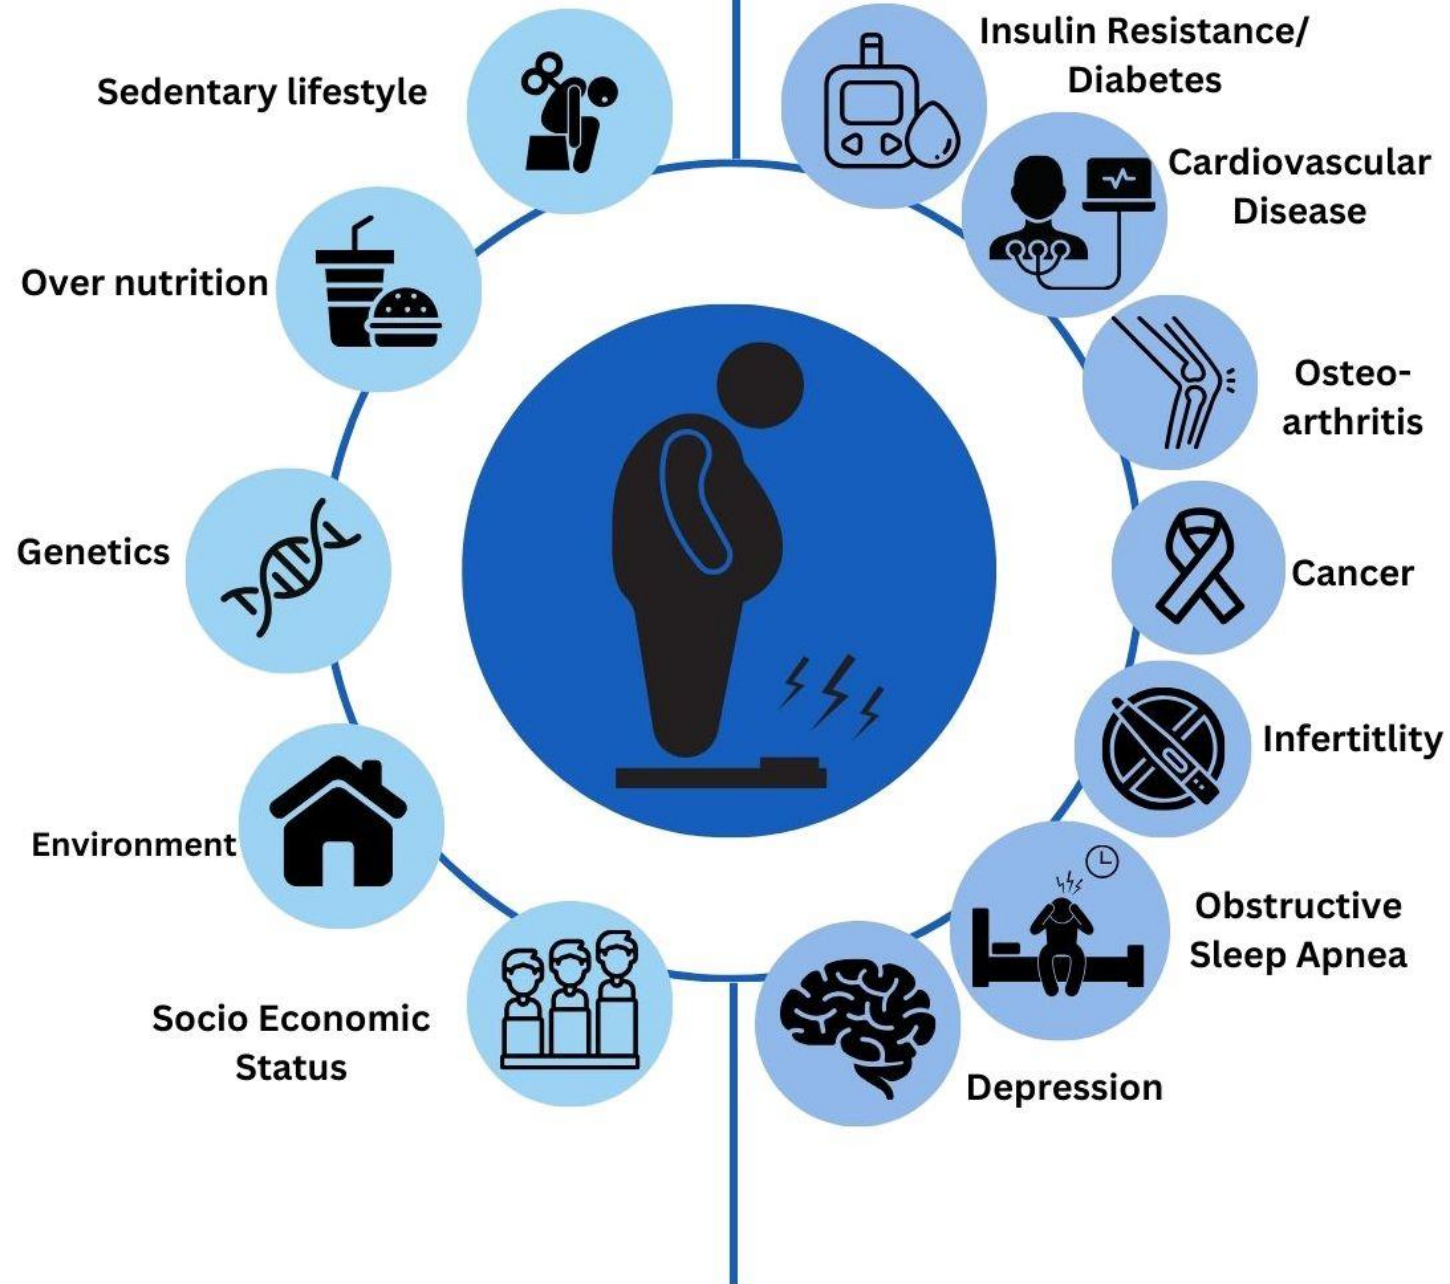 Sedentary lifestyle
Over nutrition
Genetics
Environment
Socio Economic
Status
Insulin Resistance/
Diabetes
Cardiovascular
Disease
Osteo-
arthritis
Cancer
Infertitlity
Obstructive
Sleep Apnea
Depression